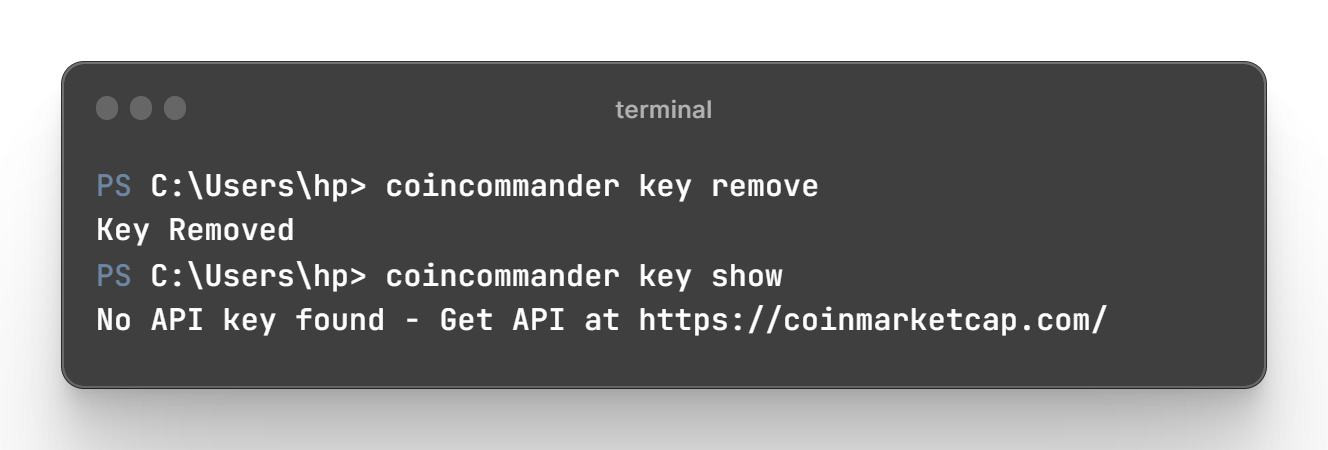 terminal
PS C:\Users\hp> coincommander key remove
Key Removed
PS C:\Users\hp> coincommander key show
No API key found - Get API at https://coinmarketcap.com/